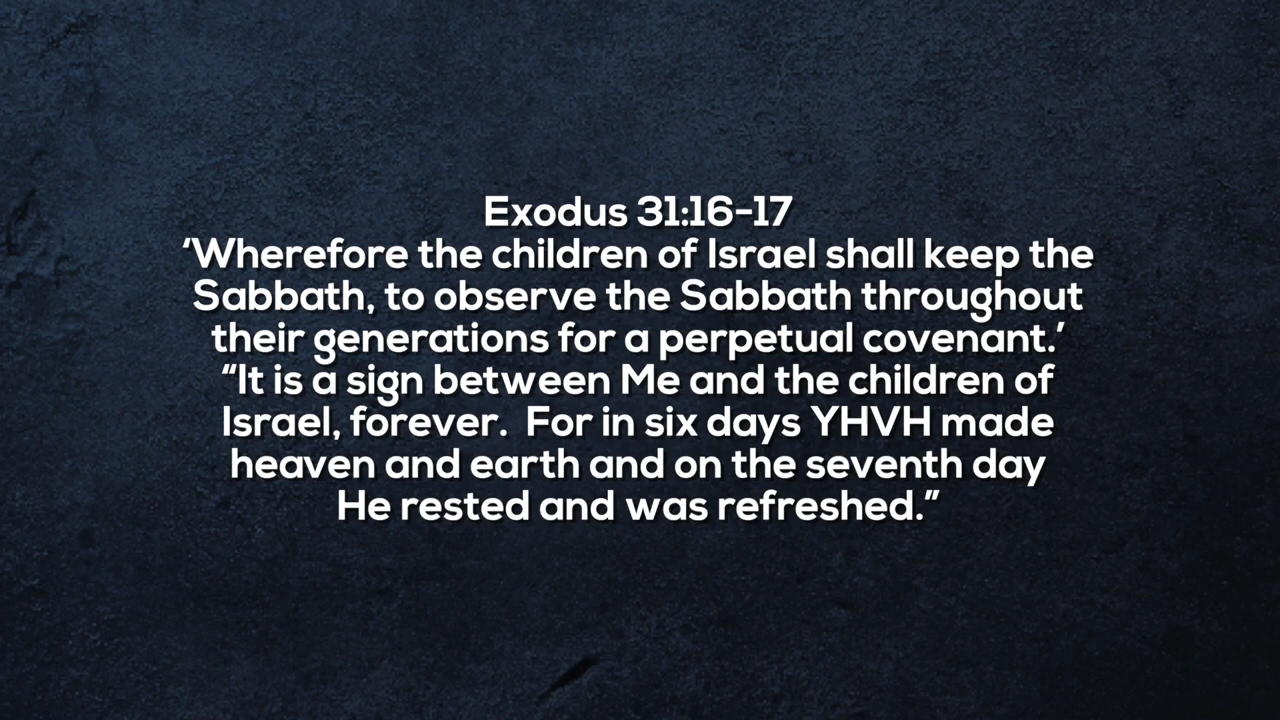 Exodus 31:16-17
‘Wherefore the children of Israel shall keep the
Sabbath, to observe the Sabbath throughout
their generations for a perpetual covenant.’
“It is a sign between Me and the children of
Israel, forever.  For in six days YHVH made
heaven and earth and on the seventh day
He rested and was refreshed.”